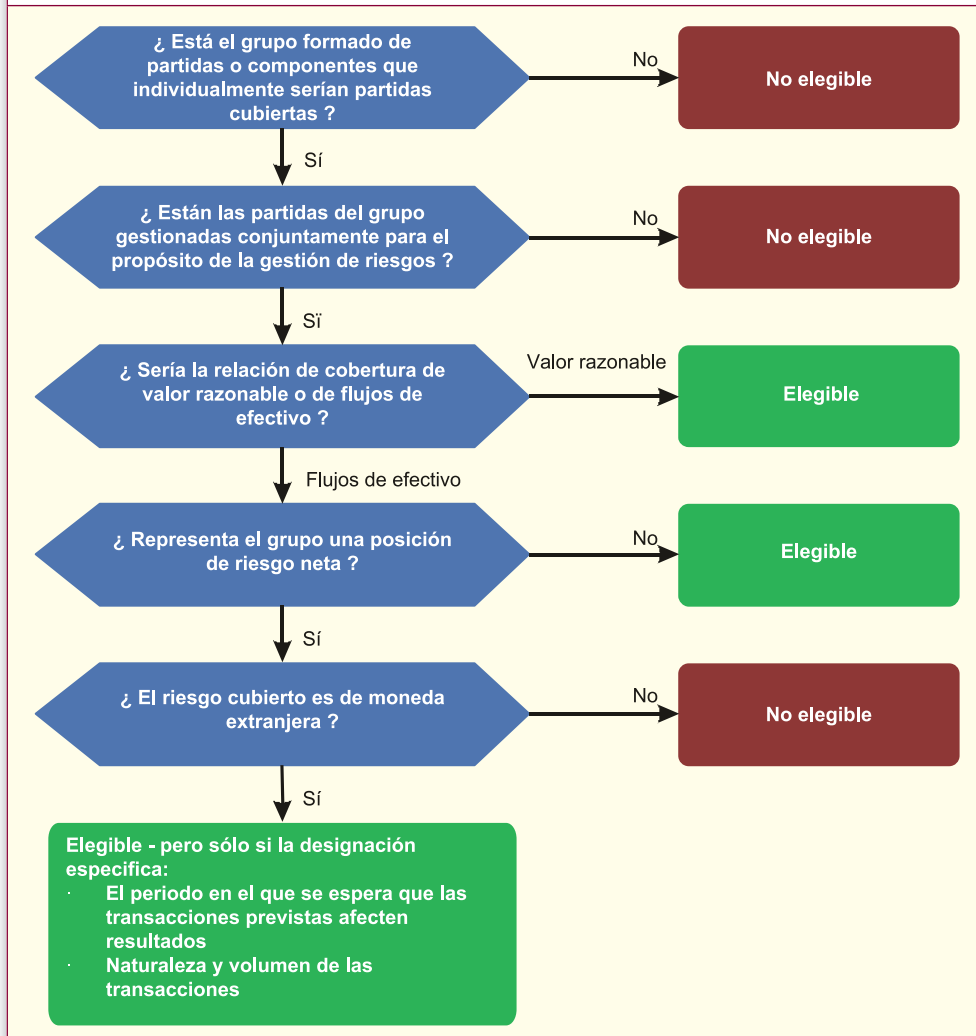 ¿ Está el grupo formado de
partidas o componentes que
individualmente serían partidas
cubiertas ?
No
No elegible
Sí
¿ Están las partidas del grupo
gestionadas conjuntamente para el
propósito de la gestión de riesgos ?
No
No elegible
Sï
¿ Sería la relación de cobertura de
valor razonable o de flujos de
efectivo ?
Valor razonable
Elegible
Flujos de efectivo
¿ Representa el grupo una posición
de riesgo neta ?
No
Elegible
Sí
¿ El riesgo cubierto es de moneda
extranjera ?
No
No elegible
Sí
Elegible - pero sólo si la designación
especifica:
· El periodo en el que se espera que las
transacciones previstas afecten
resultados
· Naturaleza y volumen de las
transacciones